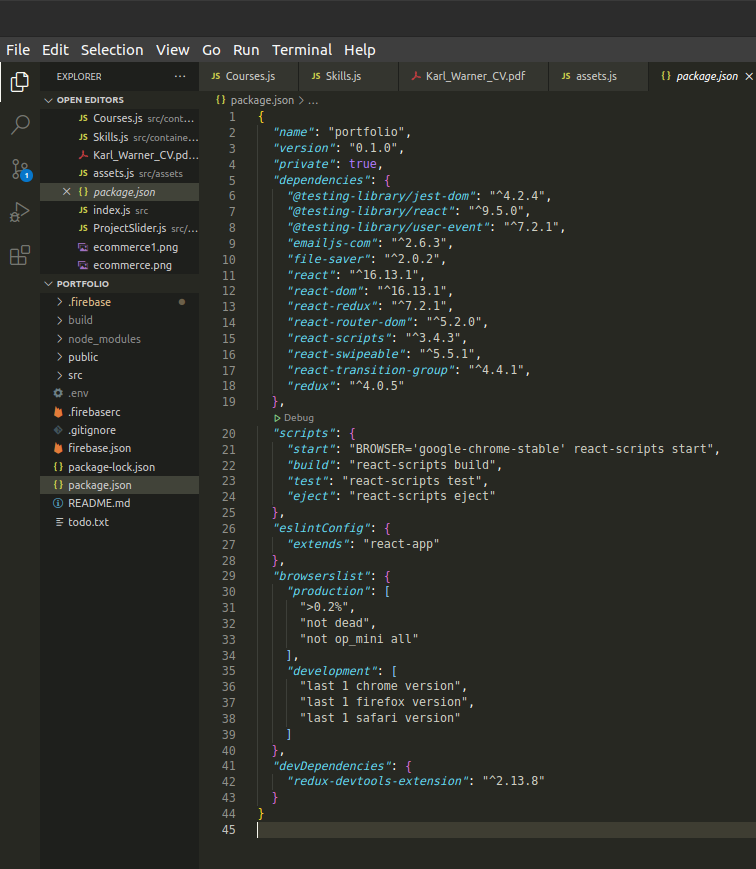 File Edit Selection View Go Run Terminal Help
EXPLORER ...
Courses.js Skills.js Karl_Warner_CV.pdf assets.js package.json
OPEN EDITORS
Courses.js src/cont...
Skills.js src/containe...
Karl_Warner_CV.pd...
assets.js src/assets
package.json
index.js src
ProjectSlider.js src/...
ecommerce1.png
ecommerce.png
PORTFOLIO
.firebase
build
node_modules
public
src
.env
.firebaserc
.gitignore
firebase.json
package-lock.json
package.json
README.md
todo.txt
1
package.json > ...
1 {
2 "name": "portfolio",
3 "version": "0.1.0",
4 "private": true,
5 "dependencies": {
6 "@testing-library/jest-dom": "^4.2.4",
7 "@testing-library/react": "^9.5.0",
8 "@testing-library/user-event": "^7.2.1",
9 "emailjs-com": "^2.6.3",
10 "file-saver": "^2.0.2",
11 "react": "^16.13.1",
12 "react-dom": "^16.13.1",
13 "react-redux": "^7.2.1",
14 "react-router-dom": "^5.2.0",
15 "react-scripts": "^3.4.3",
16 "react-swipeable": "^5.5.1",
17 "react-transition-group": "^4.4.1",
18 "redux": "^4.0.5"
19 },
Debug
20 "scripts": {
21 "start": "BROWSER='google-chrome-stable' react-scripts start",
22 "build": "react-scripts build",
23 "test": "react-scripts test",
24 "eject": "react-scripts eject"
25 },
26 "eslintConfig": {
27 "extends": "react-app"
28 },
29 "browserslist": {
30 "production": [
31 ">0.2%",
32 "not dead",
33 "not op_mini all"
34 ],
35 "development": [
36 "last 1 chrome version",
37 "last 1 firefox version",
38 "last 1 safari version"
39 ]
40 },
41 "devDependencies": {
42 "redux-devtools-extension": "^2.13.8"
43 }
44 }
45